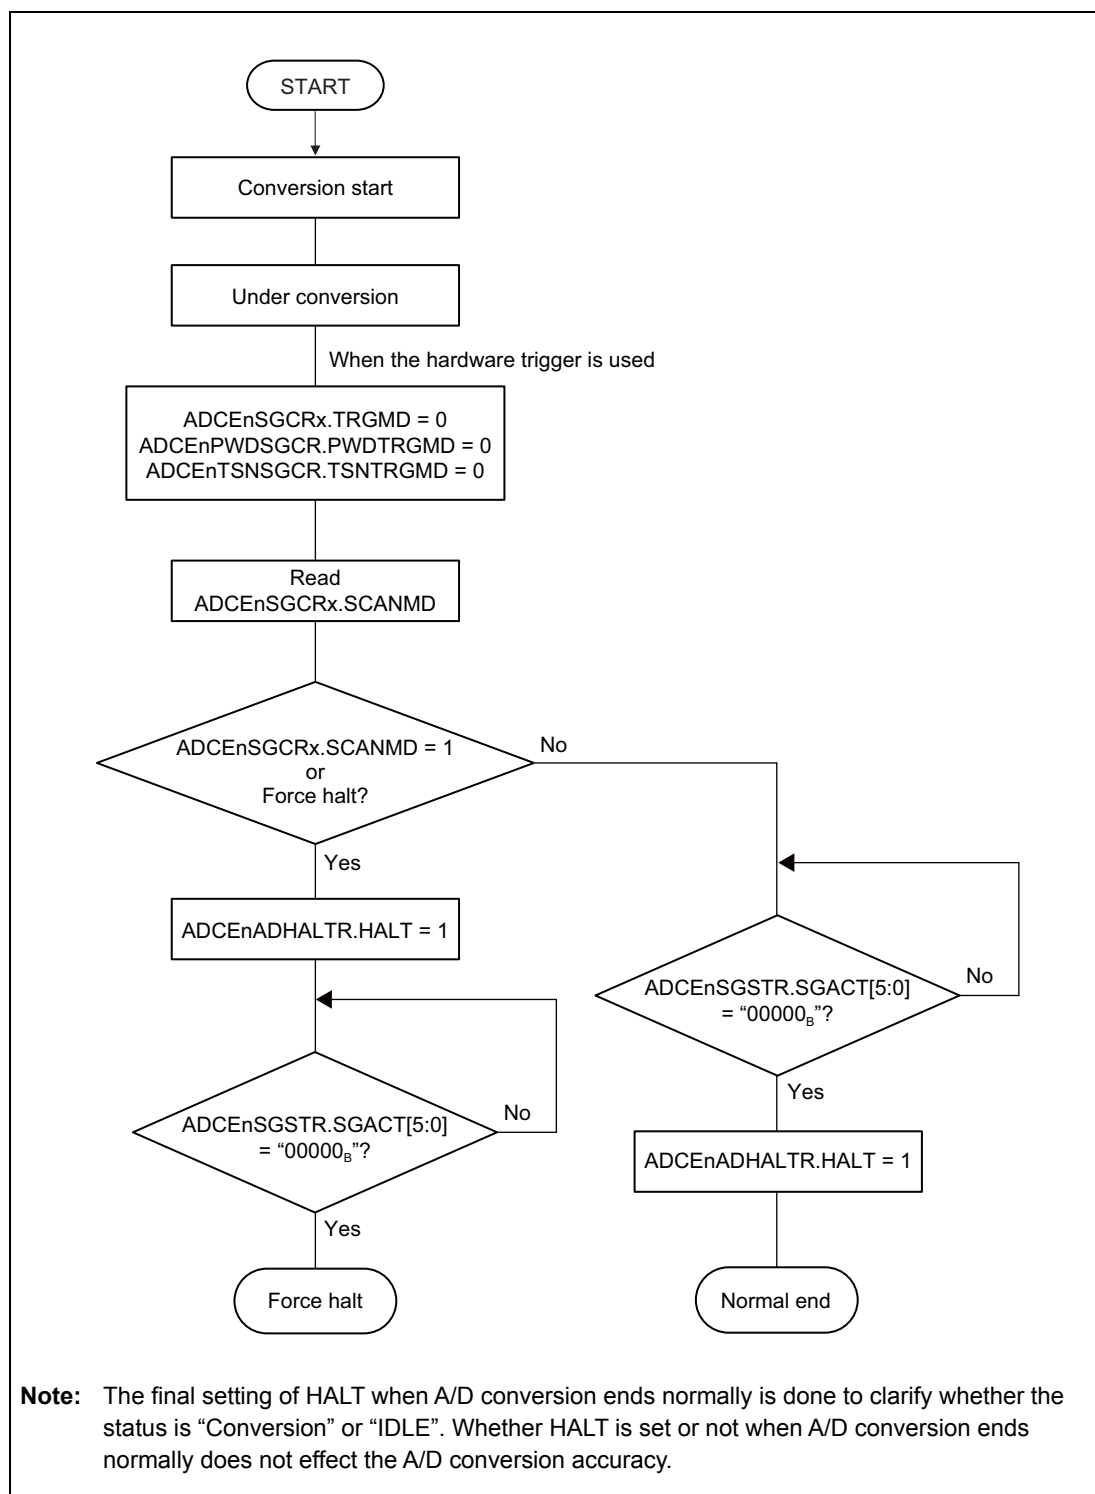 START
Conversion start
Under conversion
When the hardware trigger is used
ADCEnSGCRx.TRGMD = 0
ADCEnPWDSGCR.PWDTRGMD = 0
ADCEnTSNSGCR.TSNTRGMD = 0
Read
ADCEnSGCRx.SCANMD
ADCEnSGCRx.SCANMD = 1
or
Force halt?
No
Yes
ADCEnADHALTR.HALT = 1
ADCEnSGSTR.SGACT[5:0]
= “00000B”?
No
Yes
Force halt
ADCEnSGSTR.SGACT[5:0]
= “00000B”?
No
Yes
ADCEnADHALTR.HALT = 1
Normal end
Note: The final setting of HALT when A/D conversion ends normally is done to clarify whether the
status is “Conversion” or “IDLE”. Whether HALT is set or not when A/D conversion ends
normally does not effect the A/D conversion accuracy.